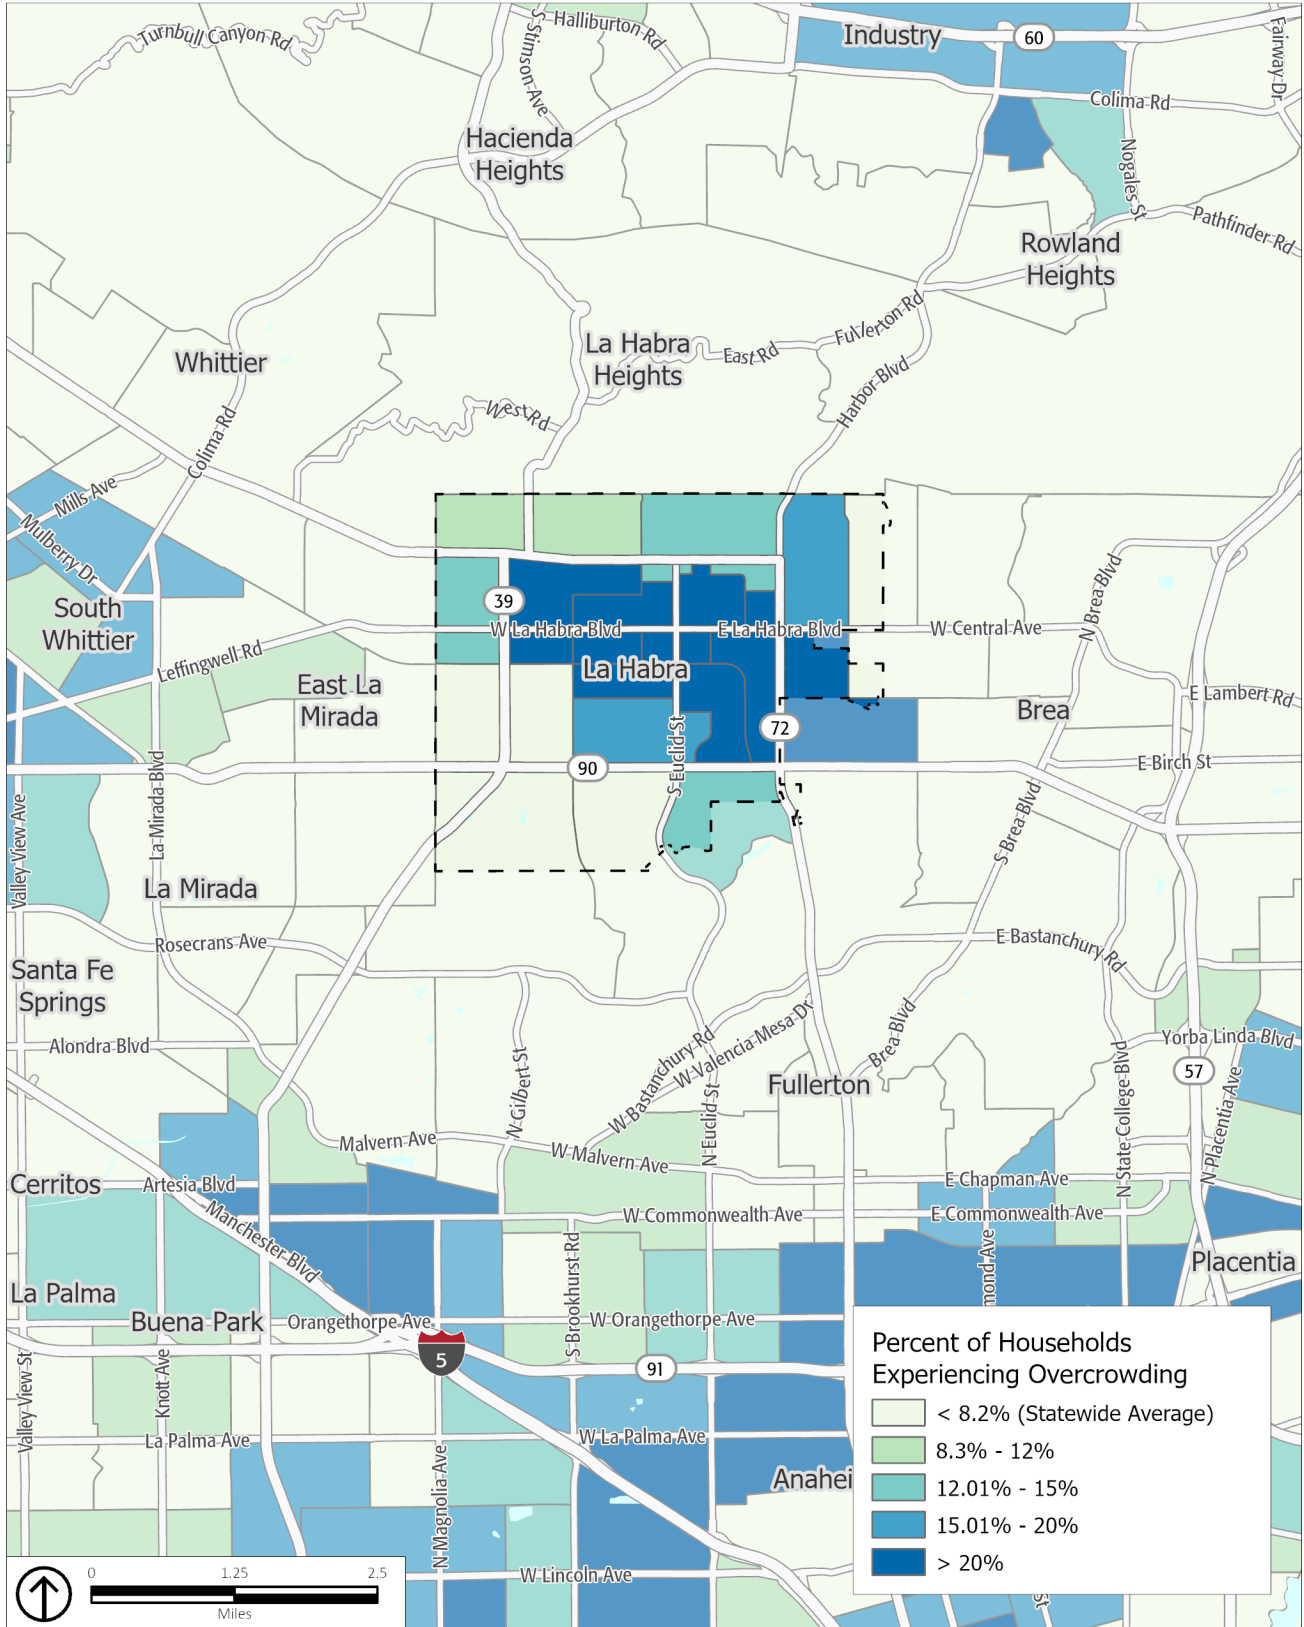 Turnbull Canyon Rd
S Stimson Ave
Halliburton Rd
Industry
60
Fairway Dr
Colima Rd
Hacienda
Heights
Nogales St
Pathfinder Rd
Rowland
Heights
Fullerton Rd
La Habra
Heights
East Rd
Whittier
Harbor Blvd
West Rd
Colima Rd
Mills Ave
Mulberry Dr
South
Whittier
39
W La Habra Blvd
E La Habra Blvd
W Central Ave
N Brea Blvd
Leffingwell Rd
La Habra
East La
Mirada
E Lambert Rd
Brea
72
S Euclid St
90
E Birch St
La Mirada Blvd
Valley View Ave
S Brea Blvd
La Mirada
Rosecrans Ave
E Bastanchury Rd
Santa Fe
Springs
Alondra Blvd
W Bastanchury Rd
W Valencia Mesa Dr
Brea Blvd
Yorba Linda Blvd
57
Fullerton
N Gilbert St
N Euclid St
N State College Blvd
N Placentia Ave
Malvern Ave
W Malvern Ave
Cerritos
Artesia Blvd
E Chapman Ave
Manchester Blvd
W Commonwealth Ave
E Commonwealth Ave
S Brookhurst Rd
mond Ave
Placentia
La Palma
Buena Park
Orangethorpe Ave
W Orangethorpe Ave
5
91
Valley View St
Knott Ave
La Palma Ave
W La Palma Ave
N Magnolia Ave
Anahei
W Lincoln Ave
St
Percent of Households
Experiencing Overcrowding
< 8.2% (Statewide Average)
8.3% - 12%
12.01% - 15%
15.01% - 20%
> 20%
0 1.25 2.5
Miles